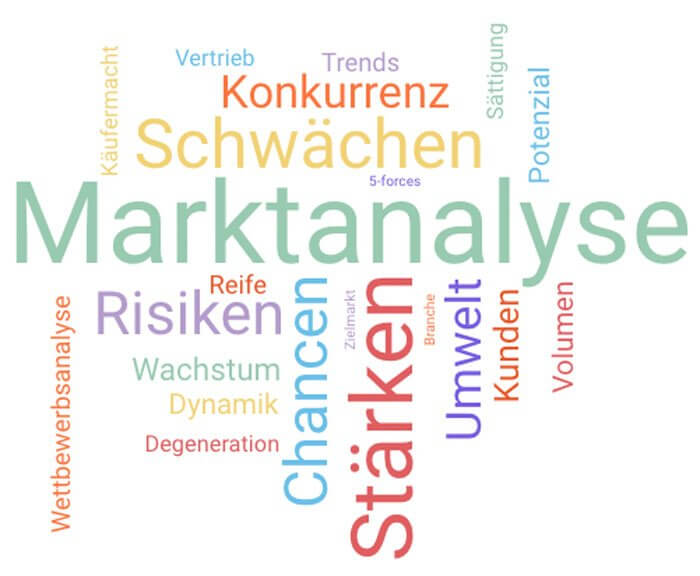 Käufermacht
Vertrieb
Trends
Sättigung
Potenzial
Konkurrenz
Schwächen
5-forces
Marktanalyse
Reife
Risiken
Wachstum
Dynamik
Degeneration
Wettbewerbsanalyse
Chancen
Zielmarkt
Stärken
Branche
Umwelt
Kunden
Volumen